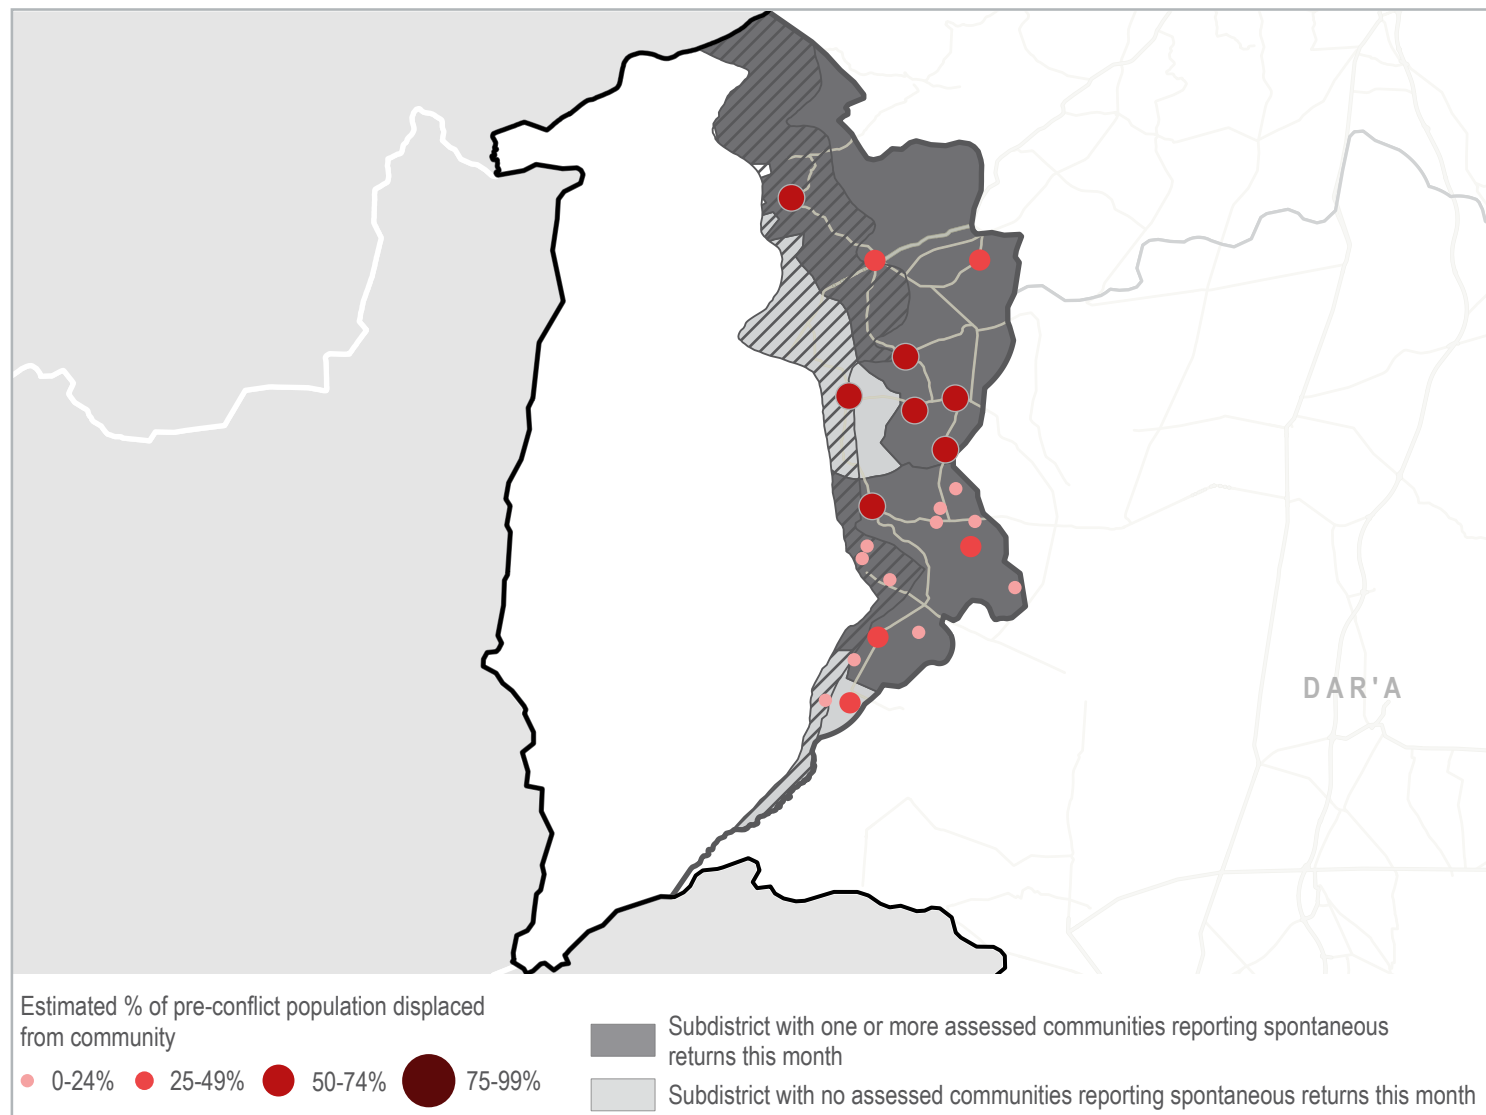 DAR'A
Estimated % of pre-conflict population displaced
from community
0-24%
25-49%
50-74%
75-99%
Subdistrict with one or more assessed communities reporting spontaneous
returns this month
Subdistrict with no assessed communities reporting spontaneous returns this month